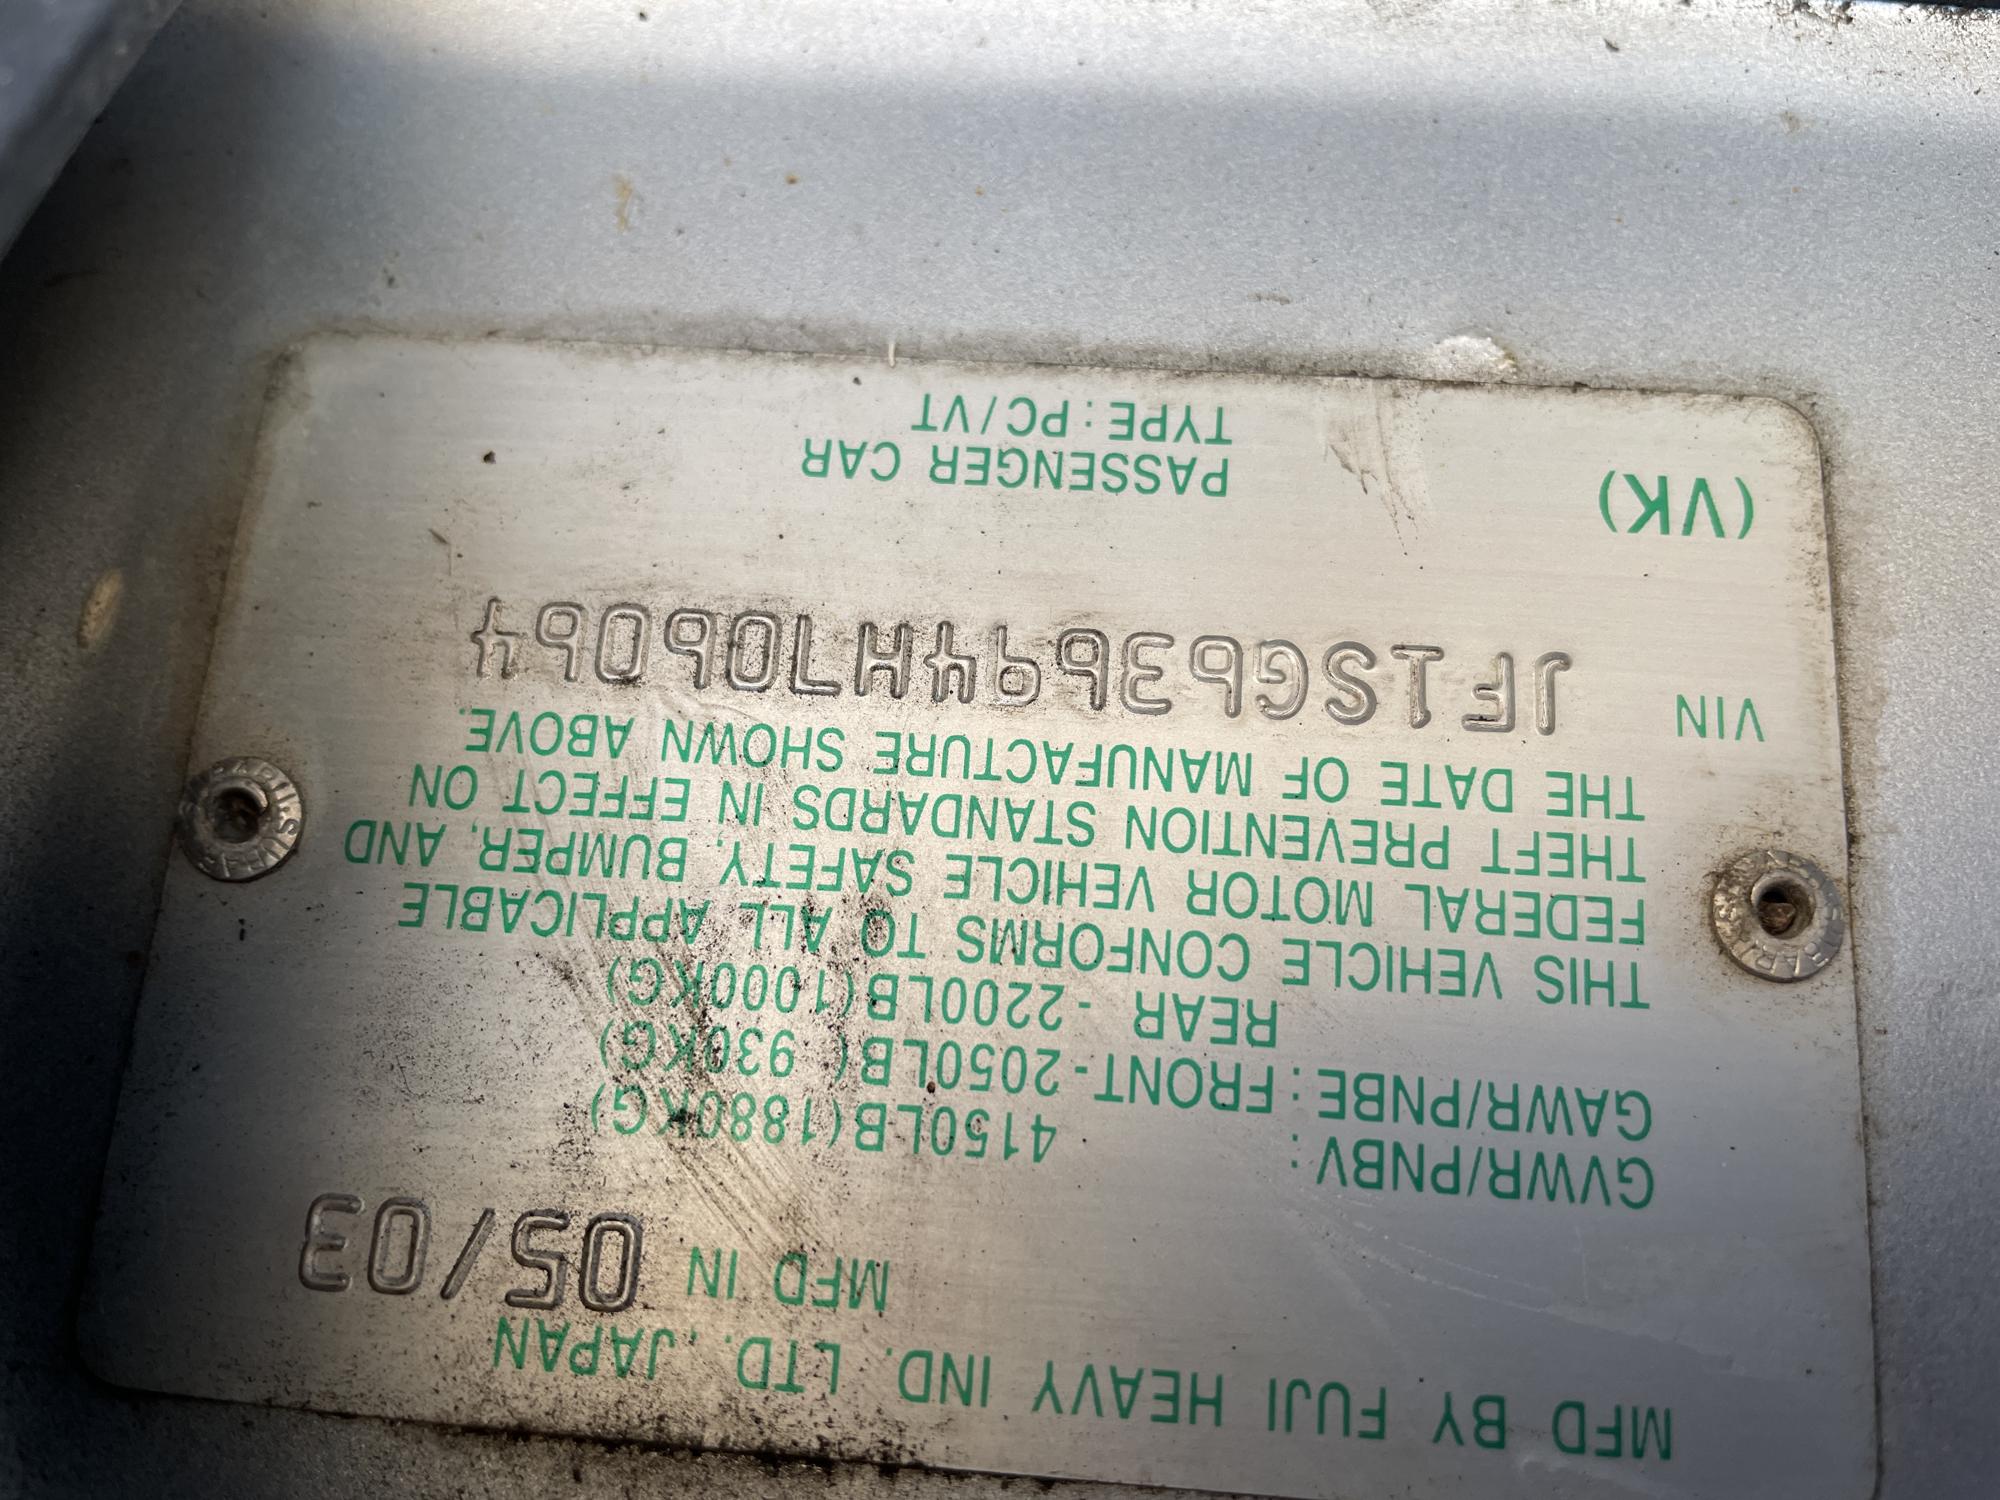 MFD BY FUJI HEAVY IND. LTD. ,JAPAN
MFD IN 05/03
GVWR/PNBV: 4150LB(1880KG)
GAWR/PNBE:FRONT-2050LB( 930KG)
REAR -2200LB(1000KG)
THIS VEHICLE CONFORMS TO ALL APPLICABLE
FEDERAL MOTOR VEHICLE SAFETY, BUMPER, AND
THEFT PREVENTION STANDARDS IN EFFECT ON
THE DATE OF MANUFACTURE SHOWN ABOVE.
VIN JF1SG63694H706064
(VK) PASSENGER CAR
TYPE:PC/VT